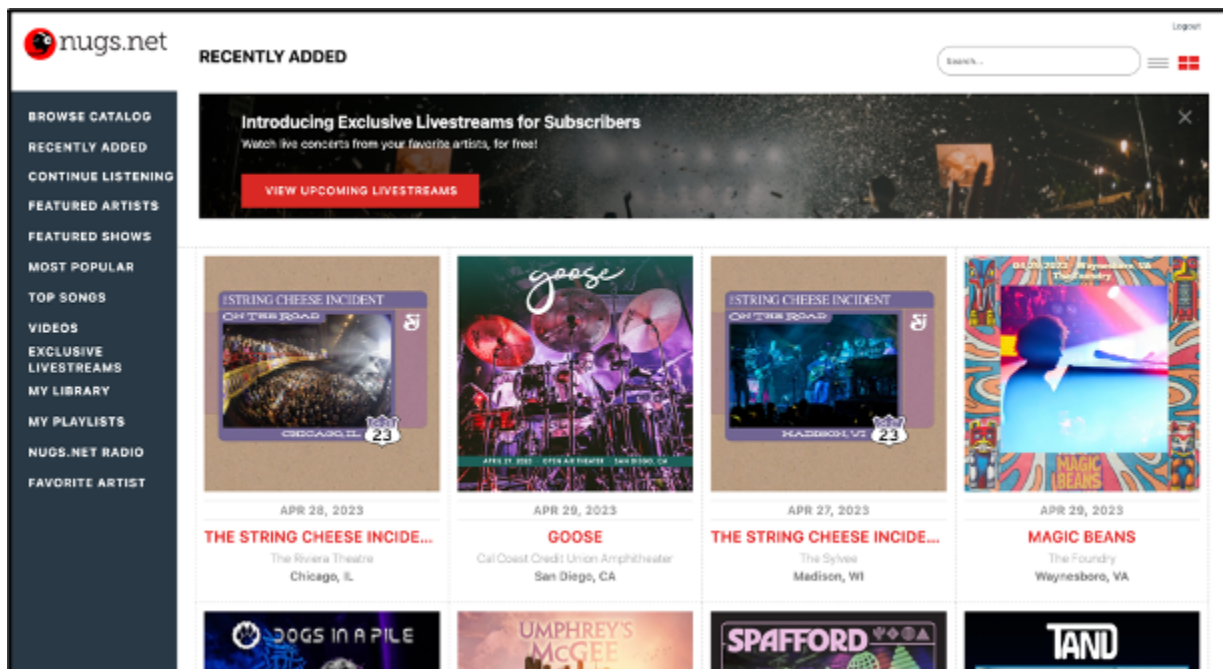 nugs.net
Logout
RECENTLY ADDED
Search...
BROWSE CATALOG
RECENTLY ADDED
CONTINUE LISTENING
FEATURED ARTISTS
FEATURED SHOWS
MOST POPULAR
TOP SONGS
VIDEOS
EXCLUSIVE
LIVESTREAMS
MY LIBRARY
MY PLAYLISTS
NUGS.NET RADIO
FAVORITE ARTIST
Introducing Exclusive Livestreams for Subscribers
Watch live concerts from your favorite artists, for free!
VIEW UPCOMING LIVESTREAMS
THE STRING CHEESE INCIDENT
ON THE ROAD
CHICAGO, IL
23
APR 28, 2023
THE STRING CHEESE INCIDE...
The Riviera Theatre
Chicago, IL
goose
APRIL 29, 2023 OPEN AIR THEATER SAN DIEGO, CA
APR 29, 2023
GOOSE
Cal Coast Credit Union Amphitheater
San Diego, CA
THE STRING CHEESE INCIDENT
ON THE ROAD
MADISON, WI
23
APR 27, 2023
THE STRING CHEESE INCIDE...
The Sylvee
Madison, WI
Waynesboro, VA
The Foundry
MAGIC
BEANS
APR 29, 2023
MAGIC BEANS
The Foundry
Waynesboro, VA
DOGS IN A PILE
UMPHREY'S
McGEE
SPAFFORD
TAND